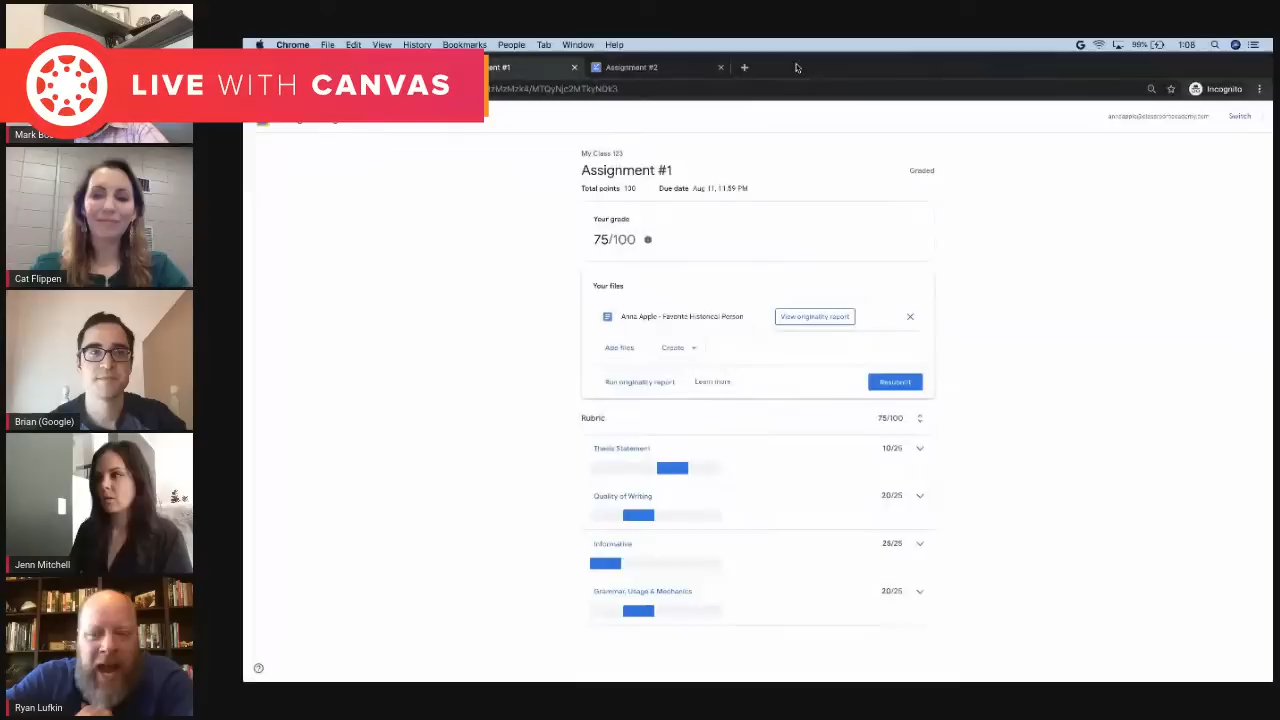 LIVE WITH CANVAS
Cat Flippen
Brian (Google)
Jenn Mitchell
Ryan Lufkin
Chrome File Edit View History Bookmarks People Tab Window Help
99% 1:08
#1
Assignment #2
Incognito
Switch
My Class 123
Assignment #1
Graded
Total points 100 Due date Aug 11, 11:59 PM
Your grade
75/100
Your files
Anna Apple - Favorite Historical Person
View originality report
Add files Create
Run originality report Learn more
Resubmit
Rubric 75/100
Thesis Statement 10/25
Quality of Writing 20/25
Informative 25/25
Grammar, Usage & Mechanics 20/25